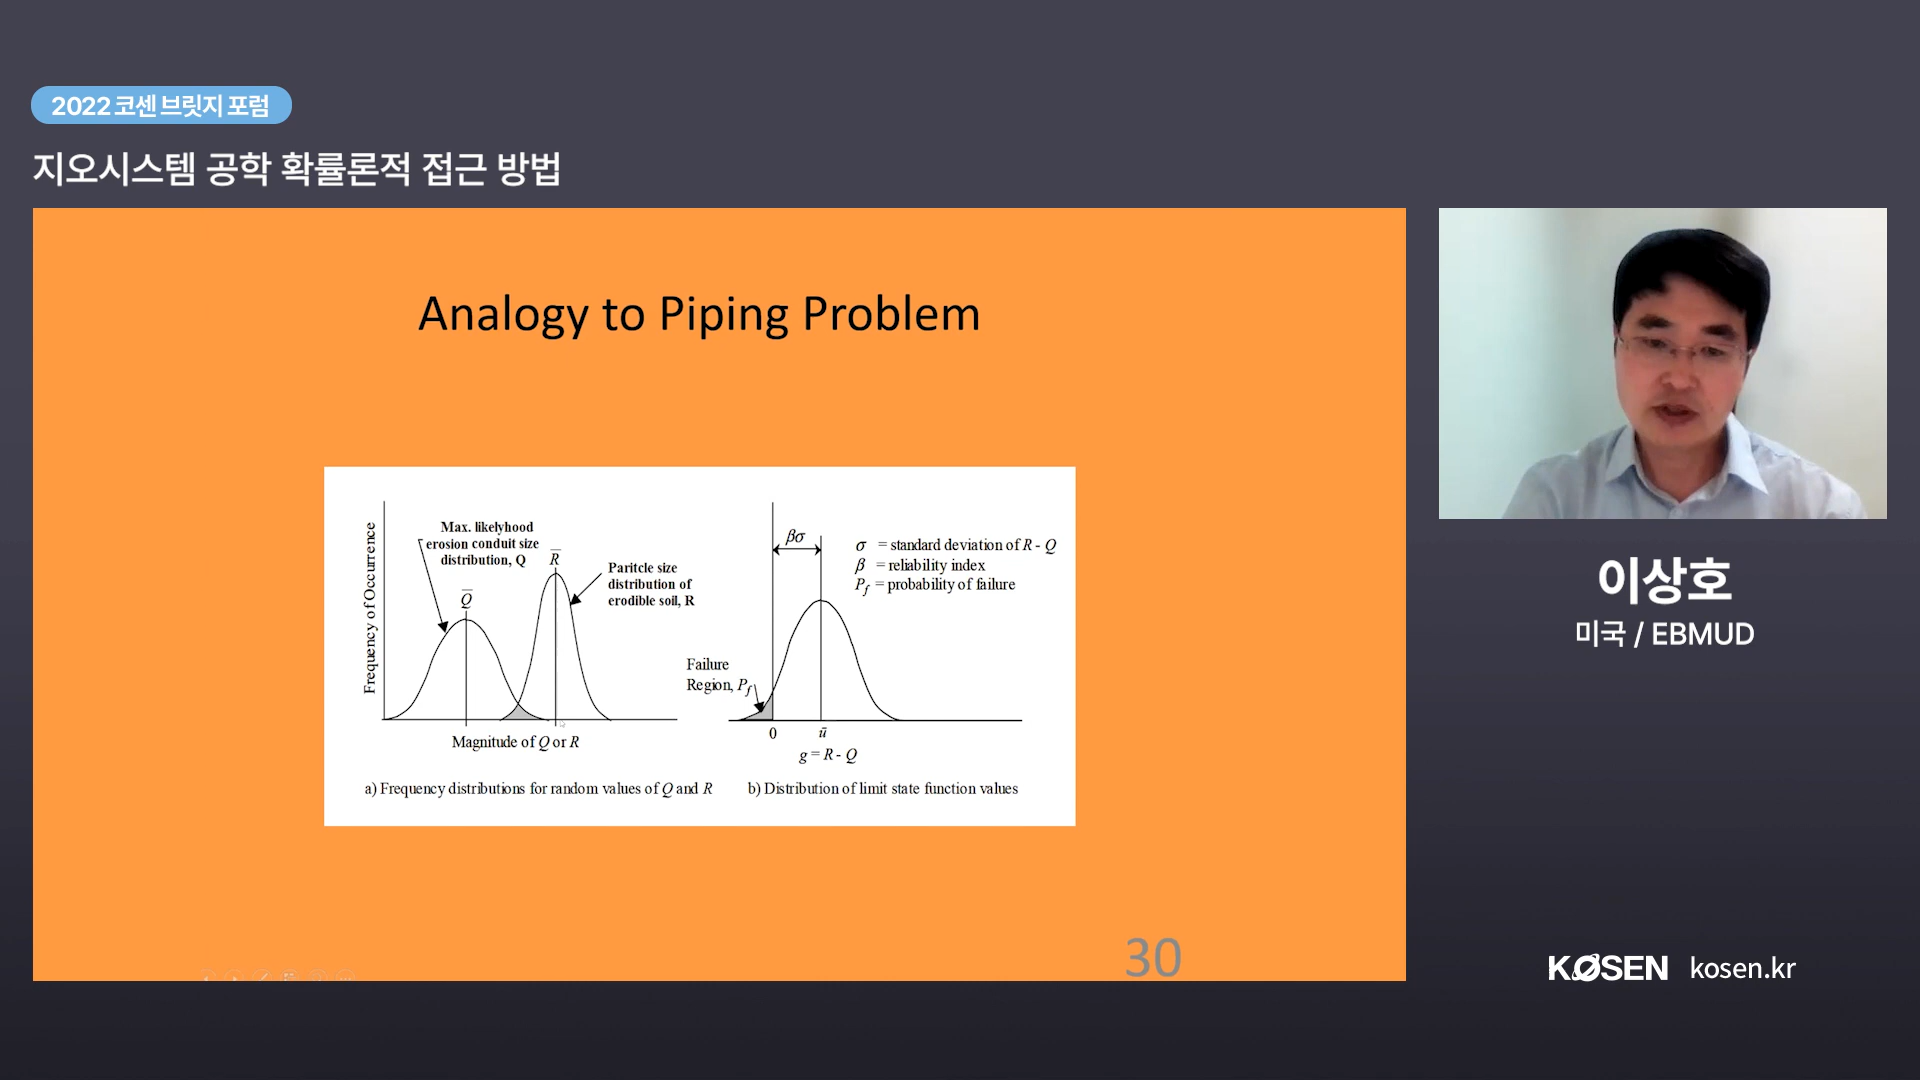 2022 코센 브릿지 포럼
지오시스템 공학 확률론적 접근 방법
Analogy to Piping Problem
Frequency of Occurrence
Max. likelyhood
erosion conduit size
distribution, Q
Q̅
R̅
Paritcle size
distribution of
erodible soil, R
Magnitude of Q or R
a) Frequency distributions for random values of Q and R
βσ
σ = standard deviation of R - Q
β = reliability index
Pf = probability of failure
Failure
Region, Pf
0
ū
g = R - Q
b) Distribution of limit state function values
30
이상호
미국 / EBMUD
KOSEN kosen.kr